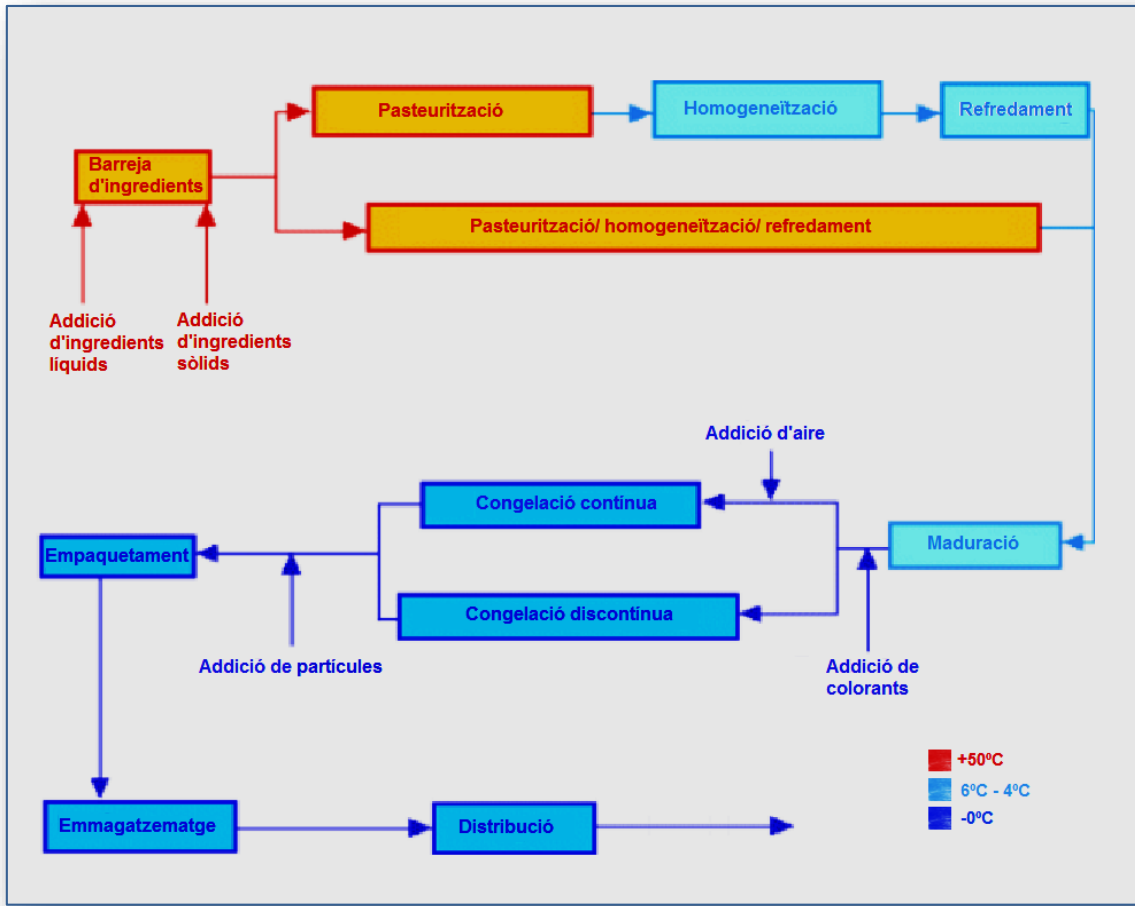 Pasteurització
Homogeneïtzació
Refredament
Barreja
d'ingredients
Pasteurització/ homogeneïtzació/ refredament
Addició
d'ingredients
líquids
Addició
d'ingredients
sòlids
Addició d'aire
Congelació contínua
Maduració
Empaquetament
Congelació discontínua
Addició de partícules
Addició de
colorants
+50ºC
6ºC - 4ºC
-0ºC
Emmagatzematge
Distribució